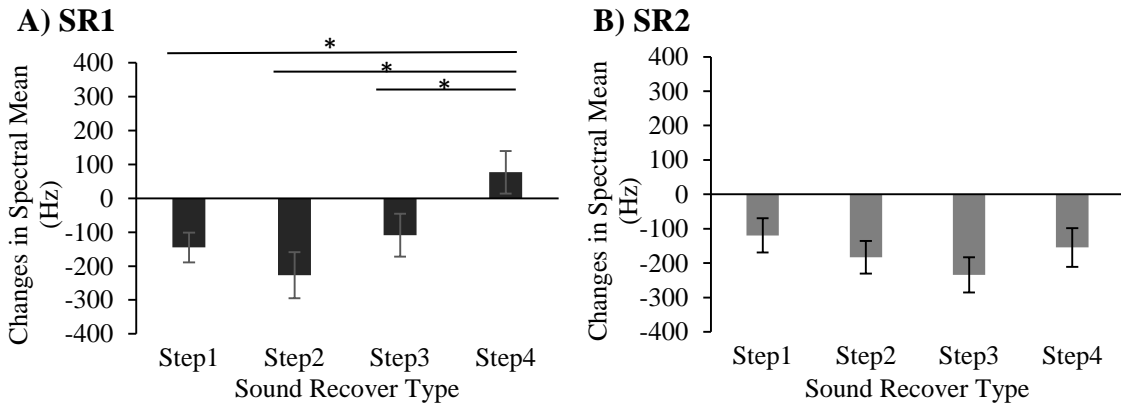 A) SR1
*
*
*
Changes in Spectral Mean
(Hz)
400
300
200
100
0
-100
-200
-300
-400
Step1 Step2 Step3 Step4
Sound Recover Type
B) SR2
Changes in Spectral Mean
(Hz)
400
300
200
100
0
-100
-200
-300
-400
Step1 Step2 Step3 Step4
Sound Recover Type